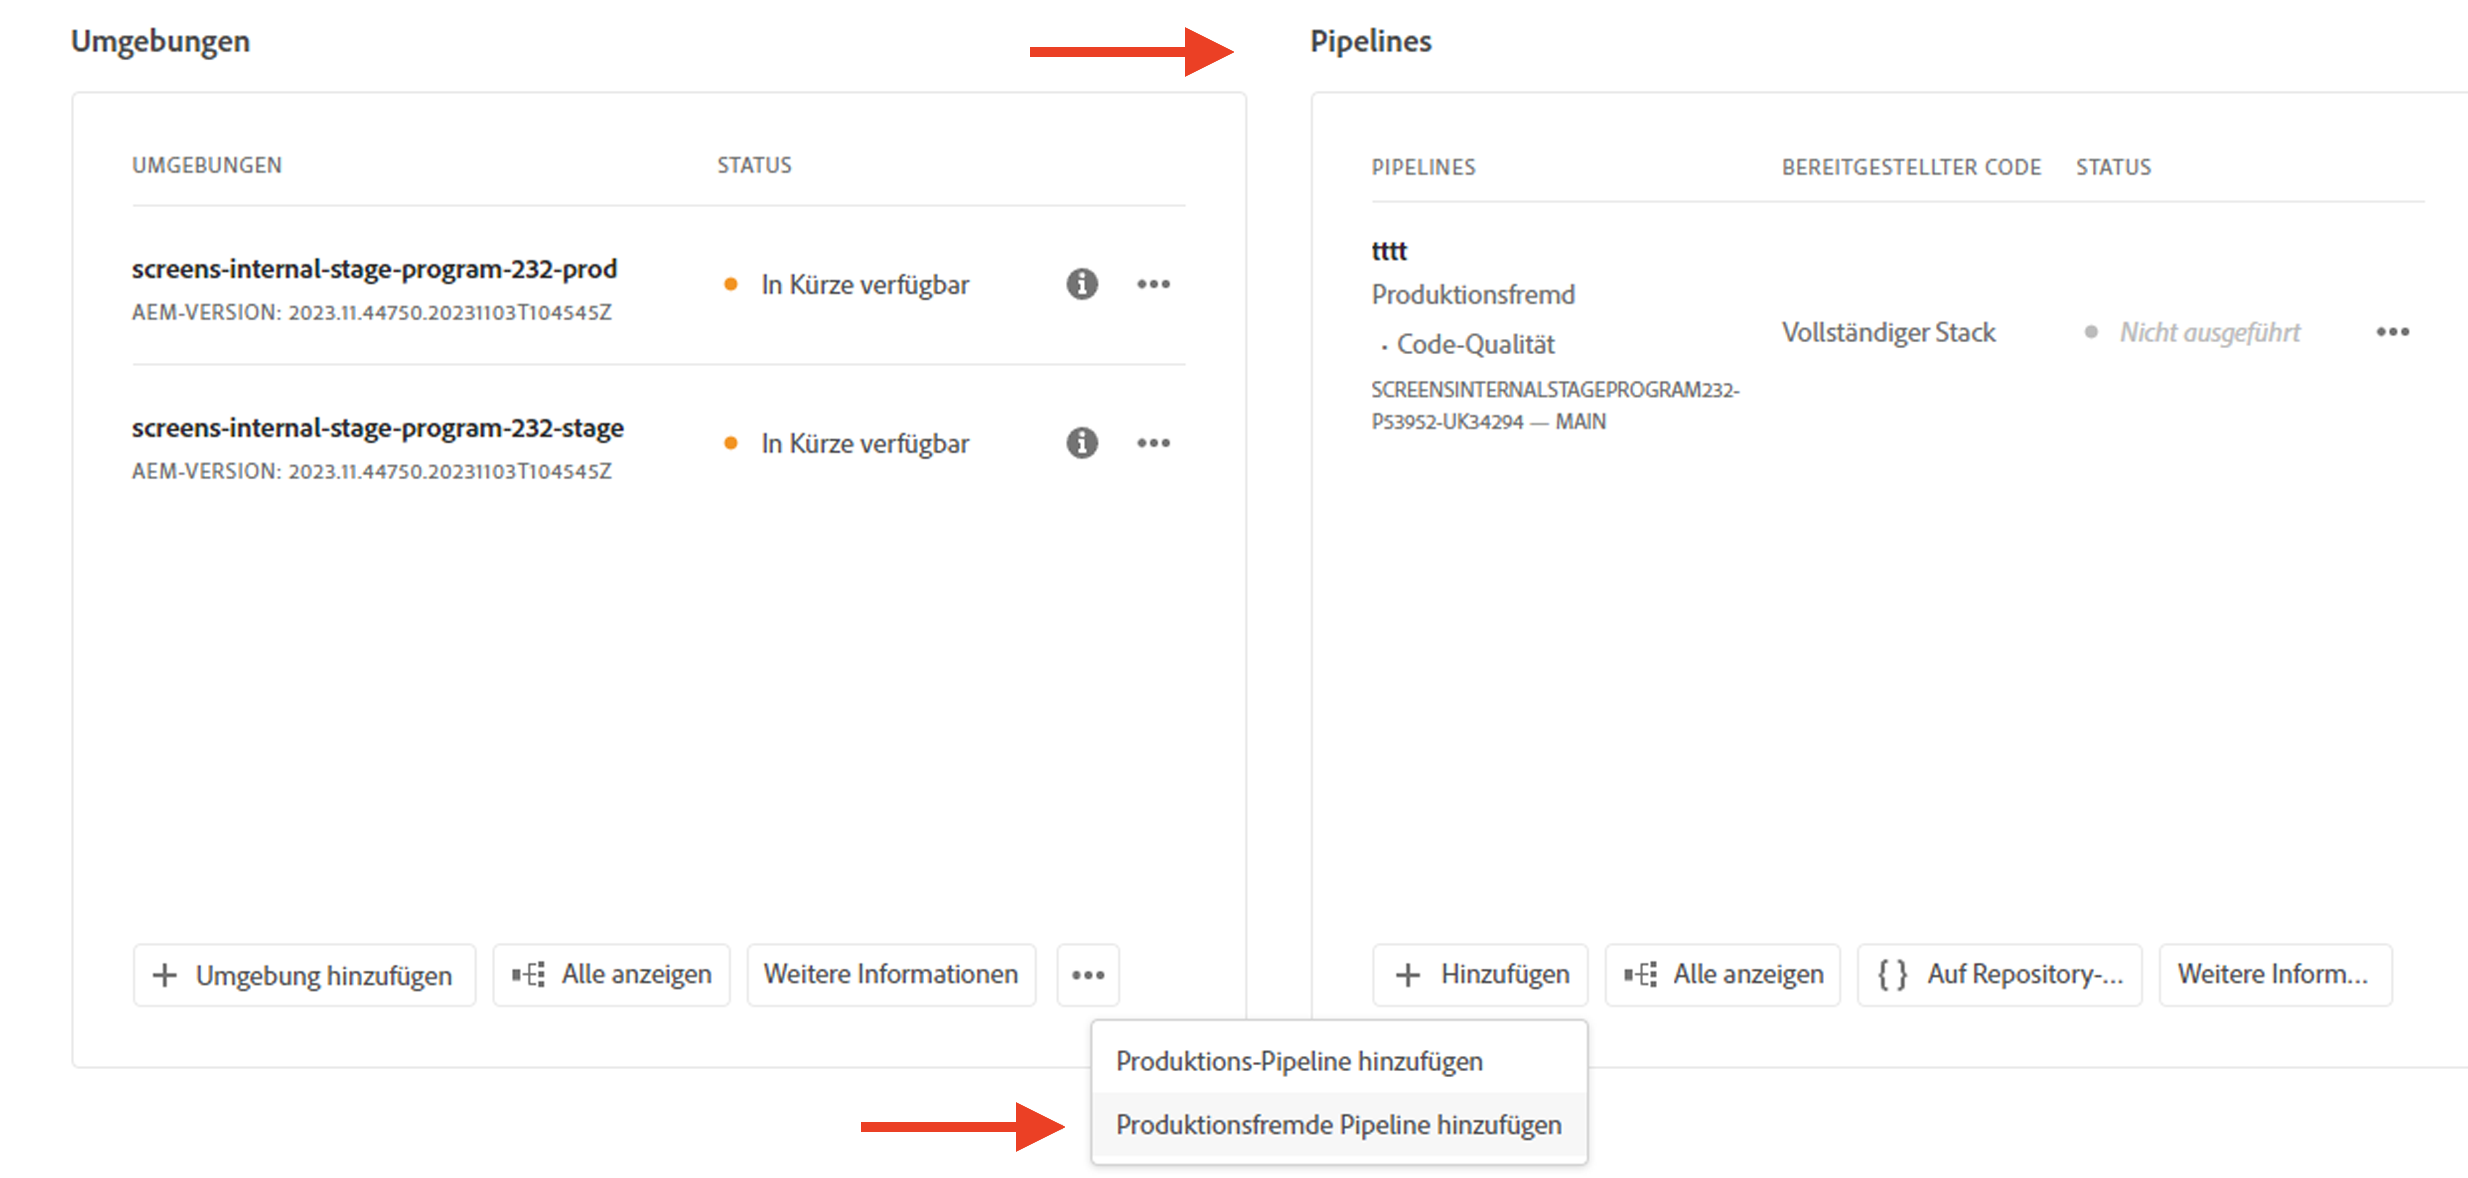 Umgebungen
UMGEBUNGEN STATUS
screens-internal-stage-program-232-prod
AEM-VERSION: 2023.11.44750.20231103T104545Z
In Kürze verfügbar
screens-internal-stage-program-232-stage
AEM-VERSION: 2023.11.44750.20231103T104545Z
In Kürze verfügbar
Umgebung hinzufügen
Alle anzeigen
Weitere Informationen
Pipelines
PIPELINES BEREITGESTELLTER CODE STATUS
tttt
Produktionsfremd
· Code-Qualität
SCREENSINTERNALSTAGEPROGRAM232-
P53952-UK34294 — MAIN
Vollständiger Stack
Nicht ausgeführt
Hinzufügen
Alle anzeigen
{ } Auf Repository-...
Weitere Inform...
Produktions-Pipeline hinzufügen
Produktionsfremde Pipeline hinzufügen